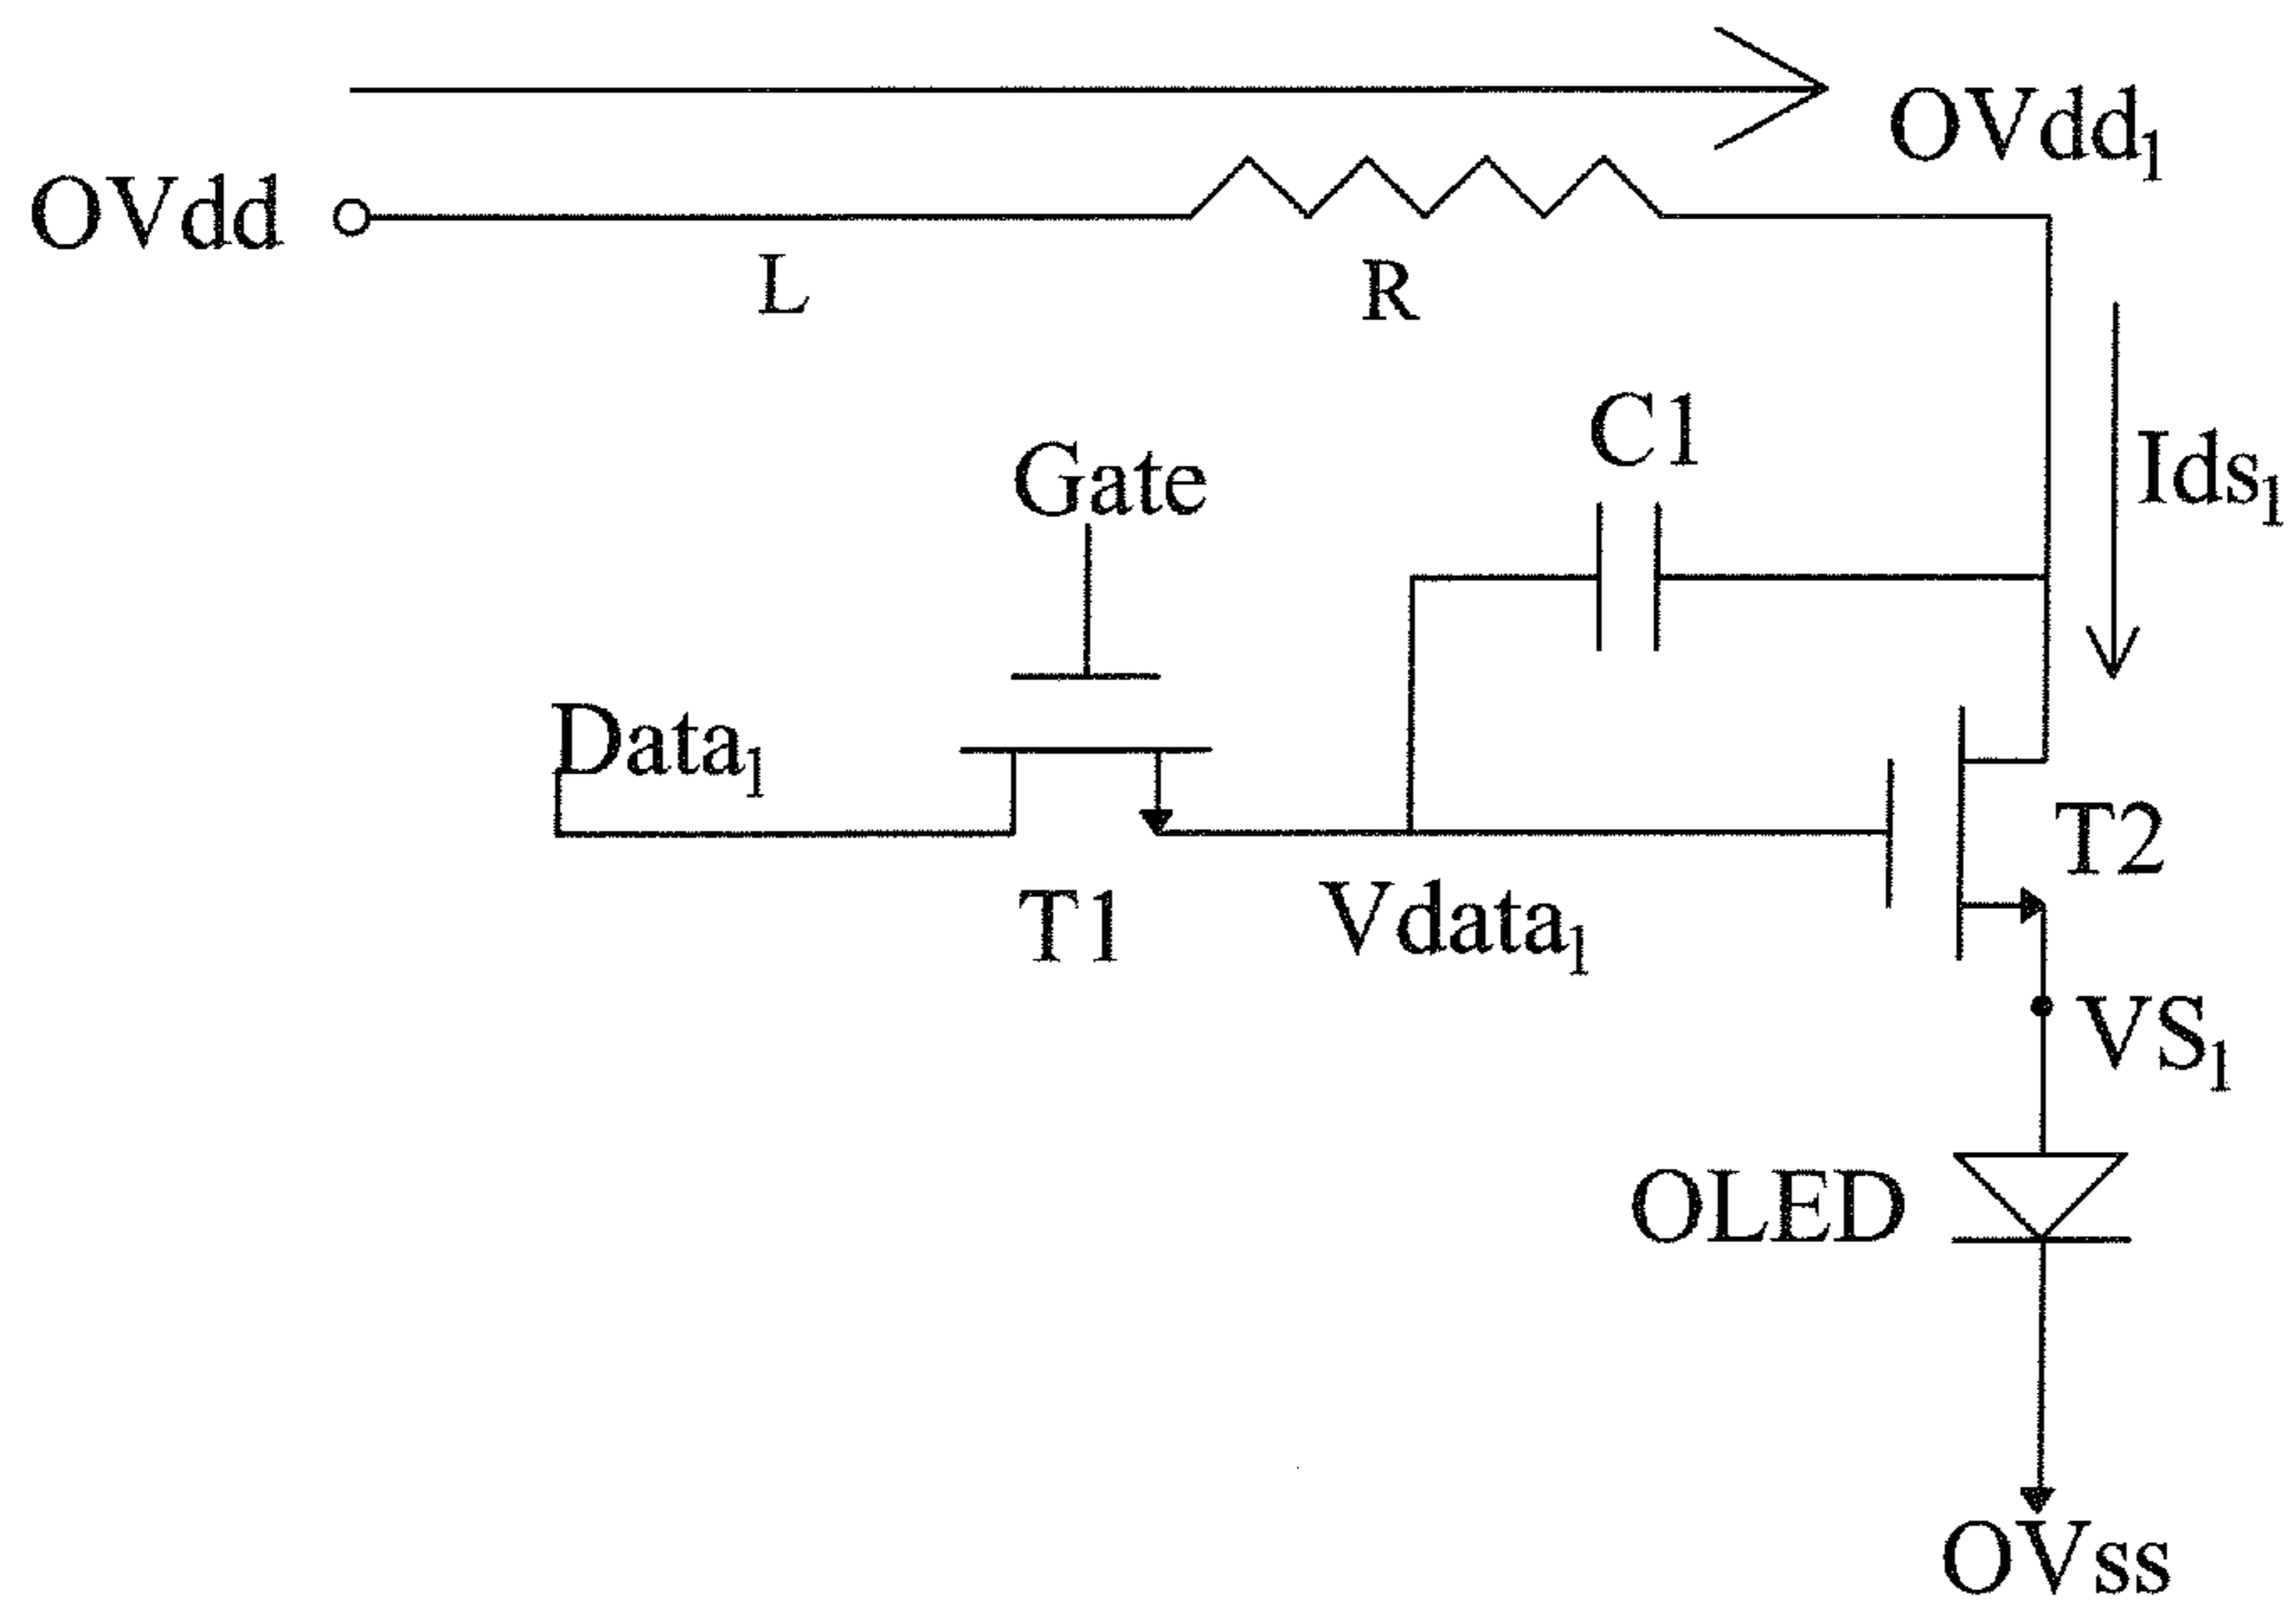 OVdd₁
OVdd
L
R
C1
Gate
Ids₁
Data₁
T2
T1
Vdata₁
VS₁
OLED
OVss